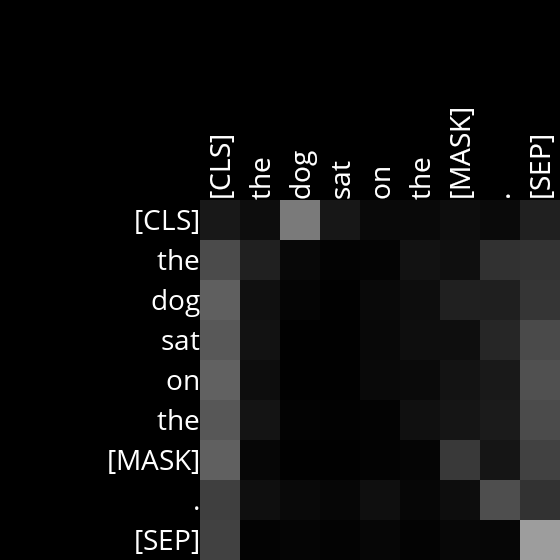 [CLS] the dog sat on the [MASK] . [SEP]
[CLS]
the
dog
sat
on
the
[MASK]
.
[SEP]